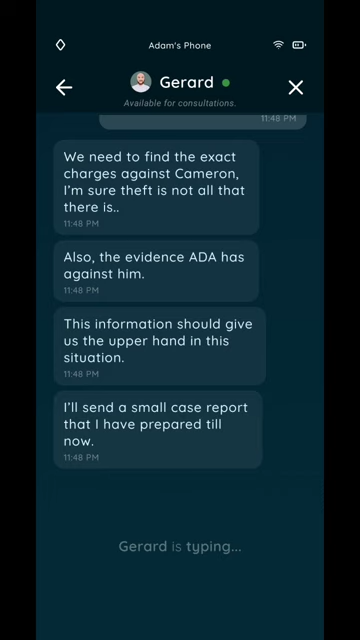 Adam's Phone
Gerard
Available for consultations.
11:48 PM
We need to find the exact
charges against Cameron,
I'm sure theft is not all that
there is..
11:48 PM
Also, the evidence ADA has
against him.
11:48 PM
This information should give
us the upper hand in this
situation.
11:48 PM
I'll send a small case report
that I have prepared till
now.
11:48 PM
Gerard is typing...